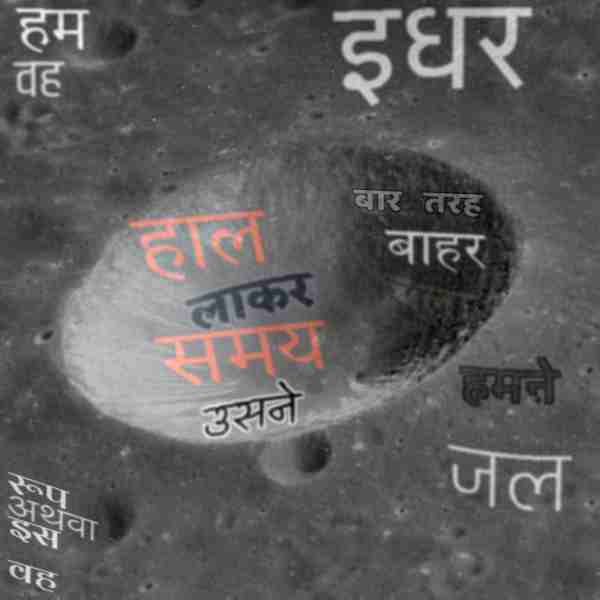 हम
इधर
वह
बार तरह
हाल
बाहर
लाकर
समय
हमने
उसने
जल
रूप
अथवा
इस
वह